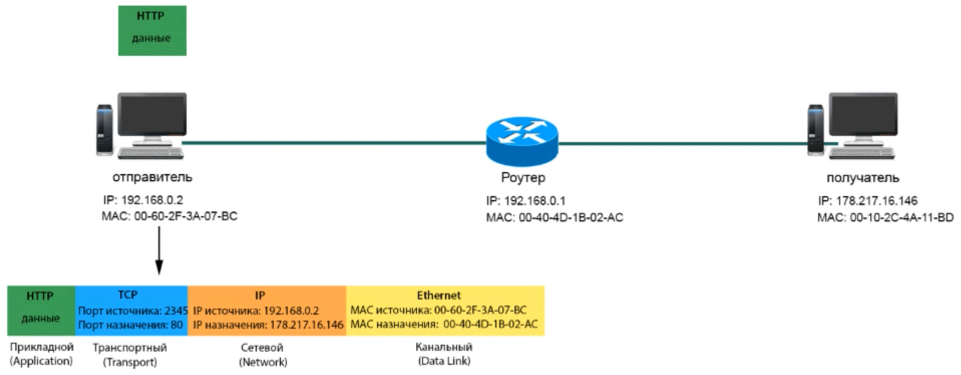 HTTP
данные
отправитель
IP: 192.168.0.2
MAC: 00-60-2F-3A-07-BC
Роутер
IP: 192.168.0.1
MAC: 00-40-4D-1B-02-AC
получатель
IP: 178.217.16.146
MAC: 00-10-2C-4A-11-BD
HTTP
данные
TCP
Порт источника: 2345
Порт назначения: 80
IP
IP источника: 192.168.0.2
IP назначения: 178.217.16.146
Ethernet
MAC источника: 00-60-2F-3A-07-BC
MAC назначения: 00-40-4D-1B-02-AC
Прикладной
(Application)
Транспортный
(Transport)
Сетевой
(Network)
Канальный
(Data Link)